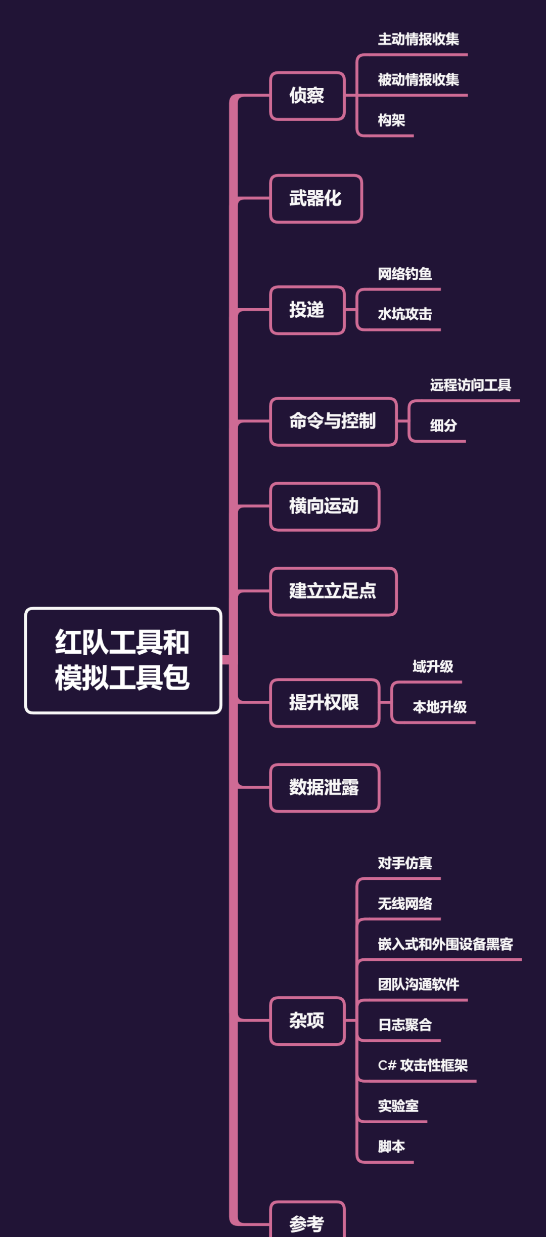 红队工具和
模拟工具包
侦察
主动情报收集
被动情报收集
构架
武器化
投递
网络钓鱼
水坑攻击
命令与控制
远程访问工具
细分
横向运动
建立立足点
提升权限
域升级
本地升级
数据泄露
杂项
对手仿真
无线网络
嵌入式和外围设备黑客
团队沟通软件
日志聚合
C# 攻击性框架
实验室
脚本
参考